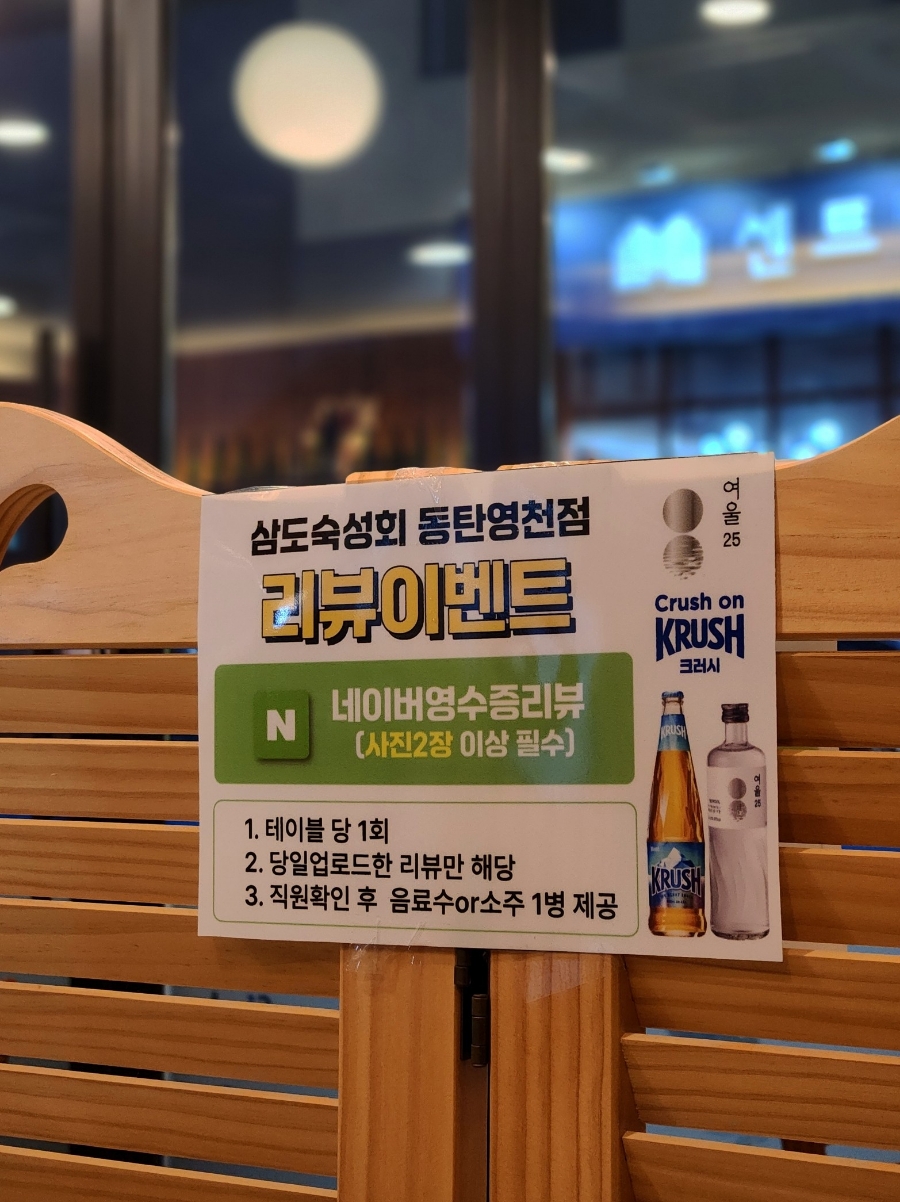 센트
삼도숙성회 동탄영천점
리뷰이벤트
N
네이버영수증리뷰
(사진2장 이상 필수)
1. 테이블 당 1회
2. 당일업로드한 리뷰만 해당
3. 직원확인 후 음료수or소주 1병 제공
여울
25
Crush on
KRUSH
크러시
KRUSH
KRUSH
여울
25